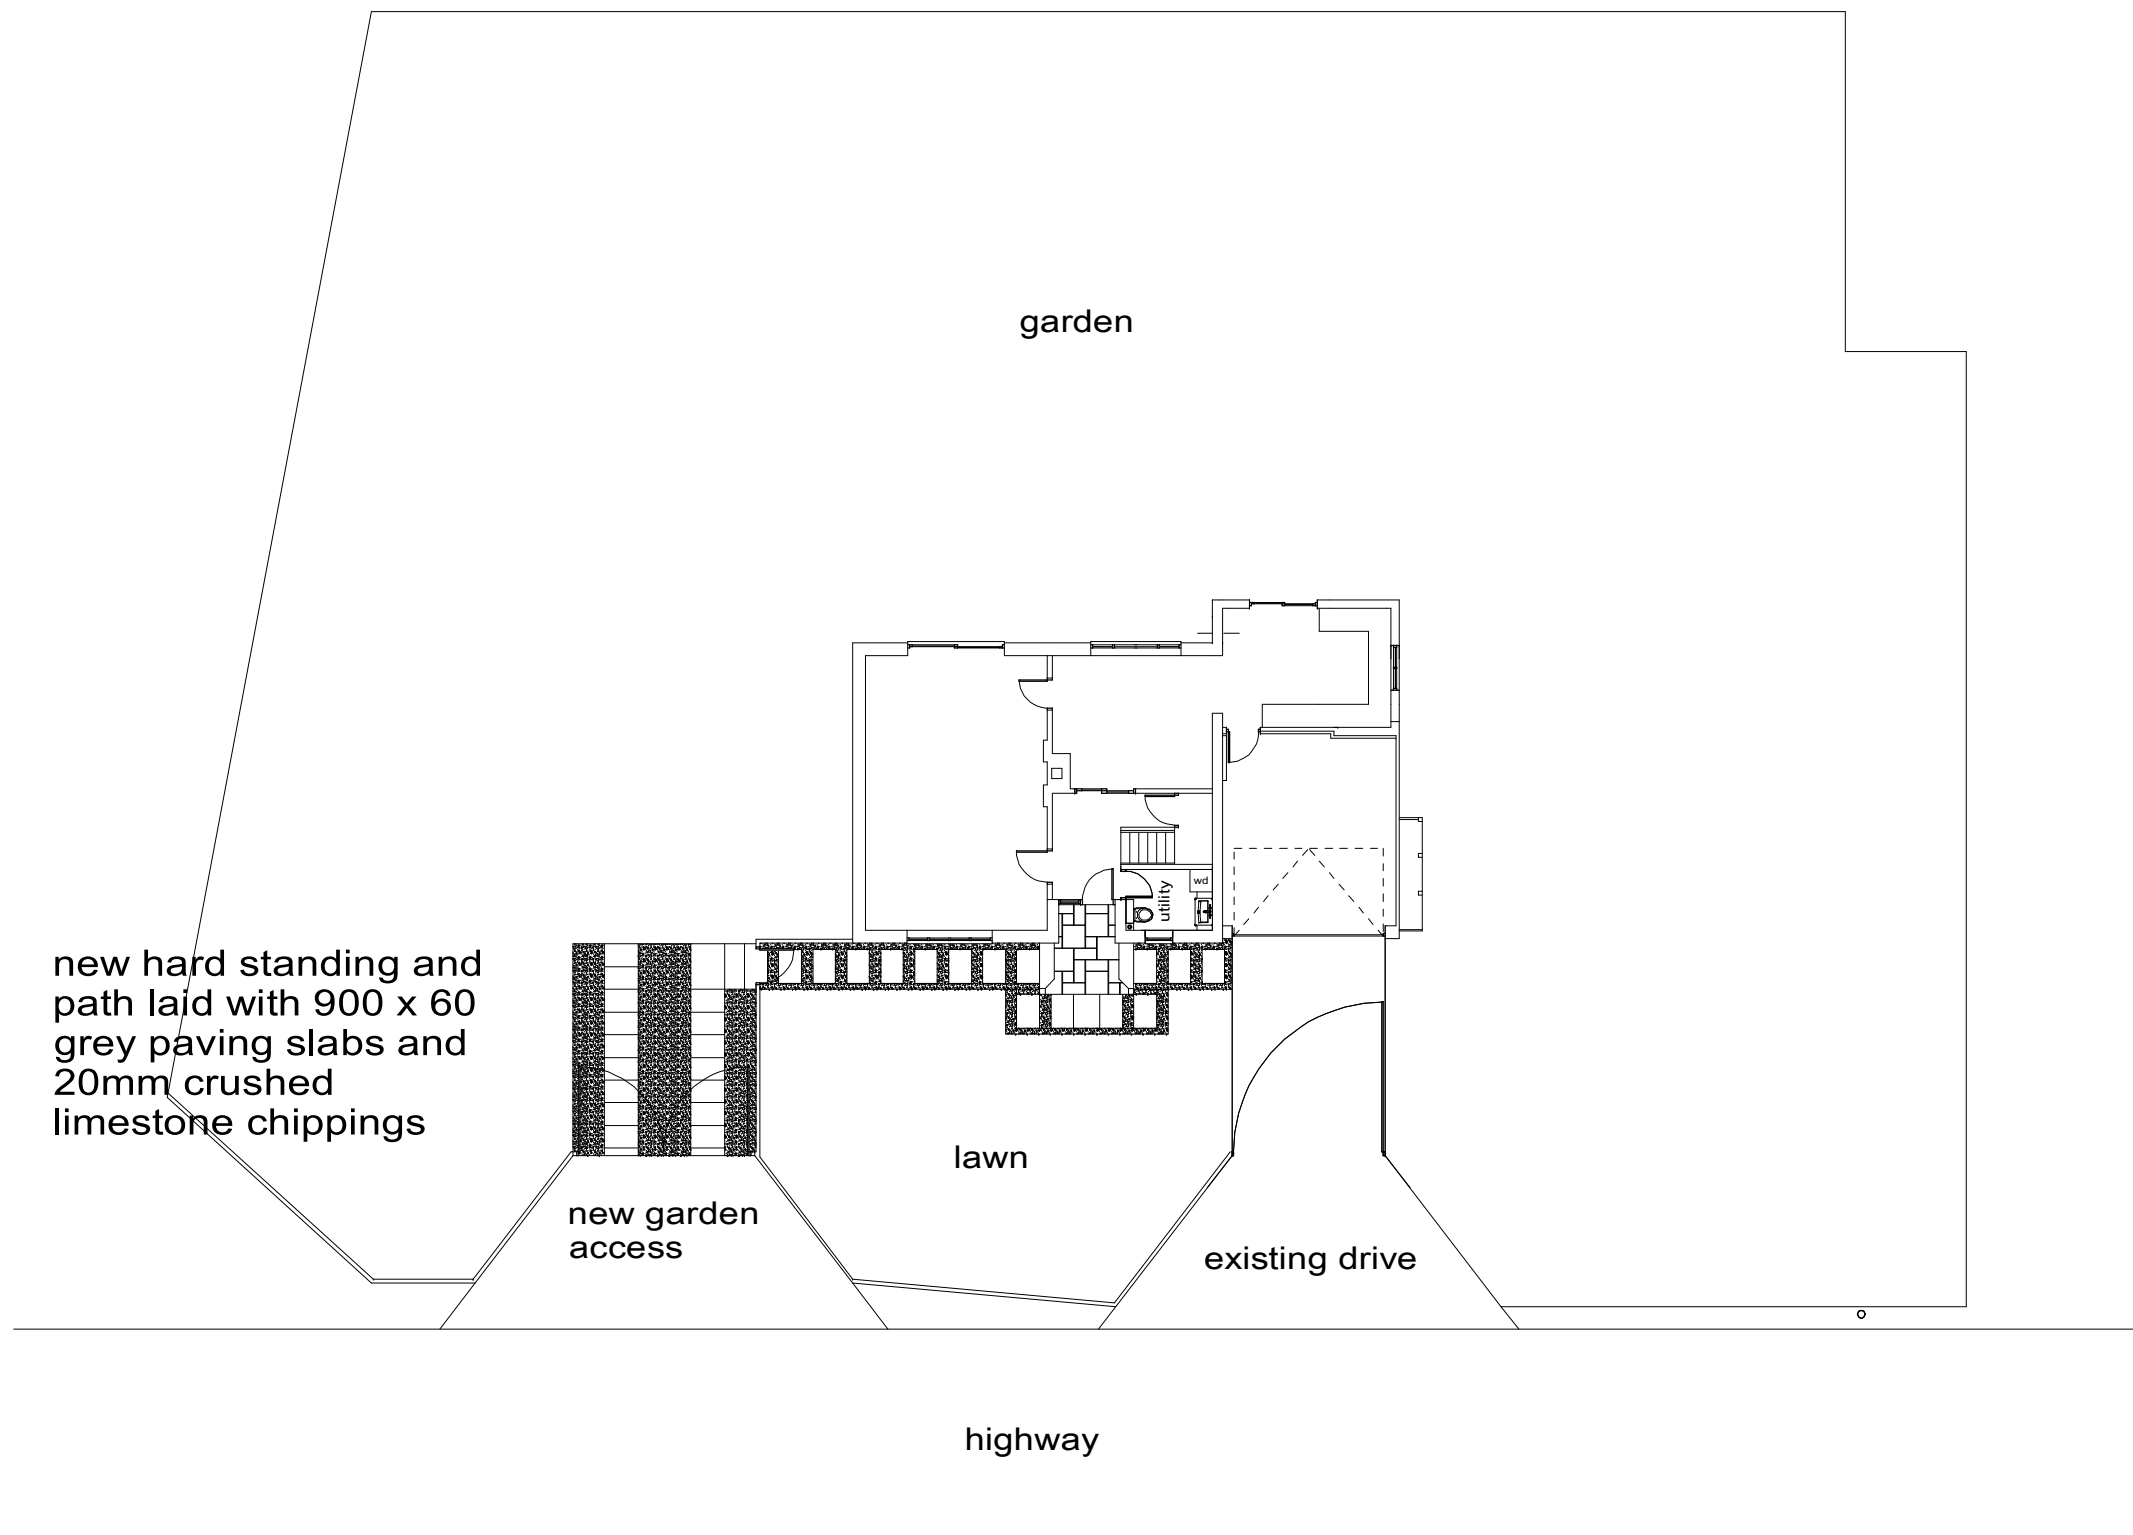 garden
wd
utility
new hard standing and
path laid with 900 x 60
grey paving slabs and
20mm crushed
limestone chippings
lawn
new garden
access
existing drive
highway